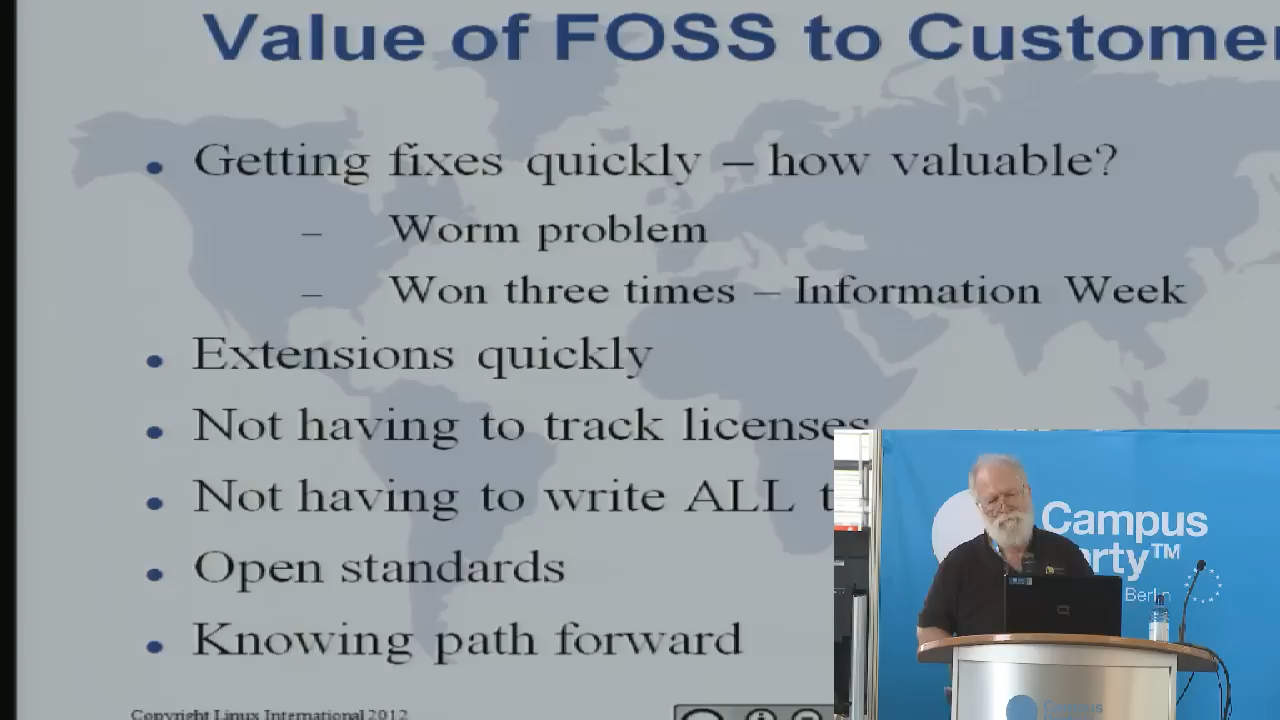 Value of FOSS to
Getting fixes quickly – how valuable?
– Worm problem
– Won three times – Information Week
Extensions quickly
Not having to track licenses
Not having to write ALL
Open standards
Knowing path forward
Copyright Linux International 2012
Campus
Berlin
Campus